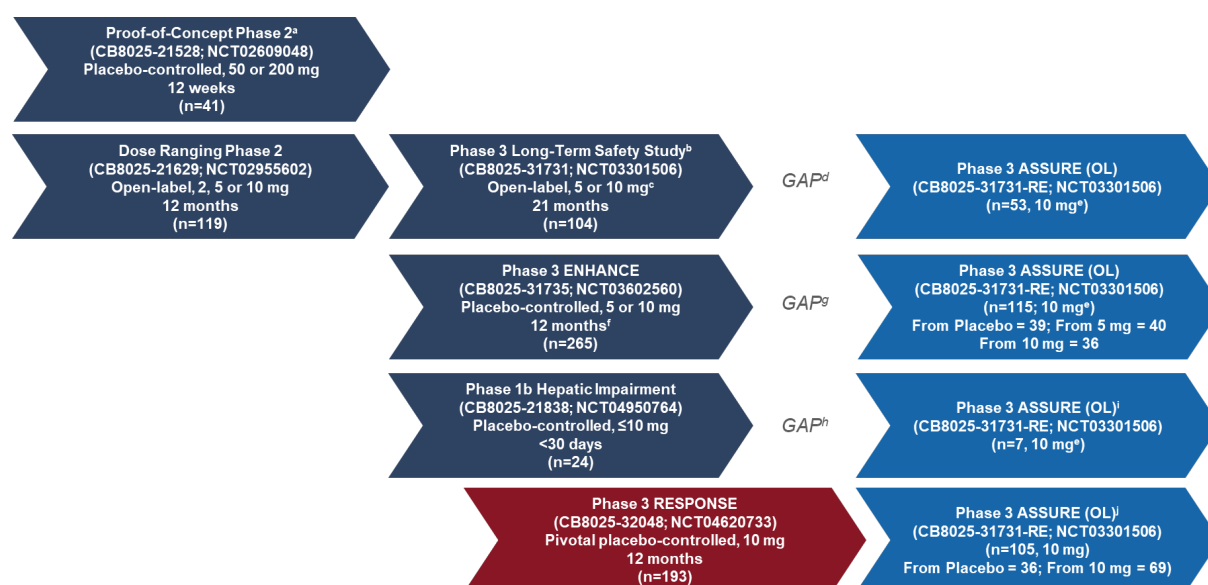 Proof-of-Concept Phase 2ᵃ
(CB8025-21528; NCT02609048)
Placebo-controlled, 50 or 200 mg
12 weeks
(n=41)
Dose Ranging Phase 2
(CB8025-21629; NCT02955602)
Open-label, 2, 5 or 10 mg
12 months
(n=119)
Phase 3 Long-Term Safety Studyᵇ
(CB8025-31731; NCT03301506)
Open-label, 5 or 10 mgᶜ
21 months
(n=104)
GAPᵈ
Phase 3 ASSURE (OL)
(CB8025-31731-RE; NCT03301506)
(n=53, 10 mgᵉ)
Phase 3 ENHANCE
(CB8025-31735; NCT03602560)
Placebo-controlled, 5 or 10 mg
12 monthsᶠ
(n=265)
GAPᵍ
Phase 3 ASSURE (OL)
(CB8025-31731-RE; NCT03301506)
(n=115; 10 mgᵉ)
From Placebo = 39; From 5 mg = 40
From 10 mg = 36
Phase 1b Hepatic Impairment
(CB8025-21838; NCT04950764)
Placebo-controlled, ≤10 mg
<30 days
(n=24)
GAPʰ
Phase 3 ASSURE (OL)ⁱ
(CB8025-31731-RE; NCT03301506)
(n=7, 10 mgᵉ)
Phase 3 RESPONSE
(CB8025-32048; NCT04620733)
Pivotal placebo-controlled, 10 mg
12 months
(n=193)
Phase 3 ASSURE (OL)ʲ
(CB8025-31731-RE; NCT03301506)
(n=105, 10 mg)
From Placebo = 36; From 10 mg = 69)